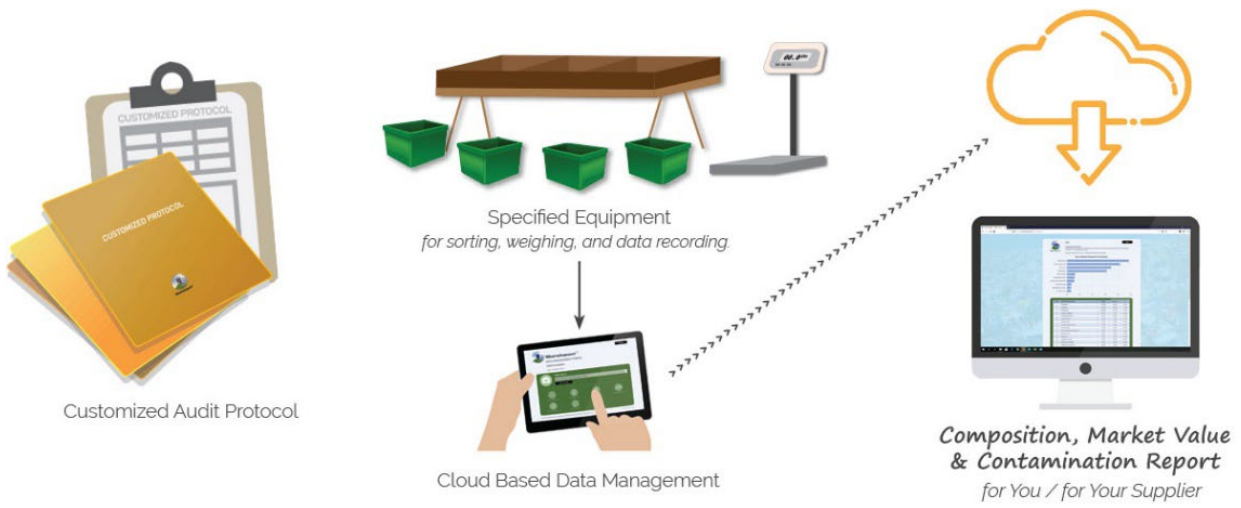 CUSTOMIZED PROTOCOL
CUSTOMIZED PROTOCOL
Customized Audit Protocol
Specified Equipment
for sorting, weighing, and data recording.
Cloud Based Data Management
Composition, Market Value
& Contamination Report
for You / for Your Supplier